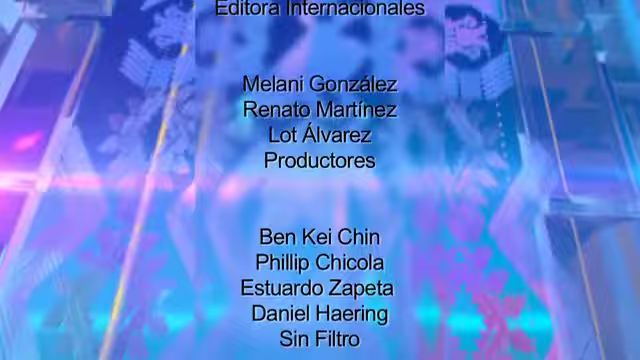 Editora Internacionales
Melani González
Renato Martínez
Lot Álvarez
Productores
Ben Kei Chin
Phillip Chicola
Estuardo Zapeta
Daniel Haering
Sin Filtro